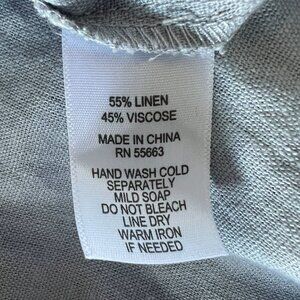 55% LINEN
45% VISCOSE
MADE IN CHINA
RN 55663
HAND WASH COLD
SEPARATELY
MILD SOAP
DO NOT BLEACH
LINE DRY
WARM IRON
IF NEEDED